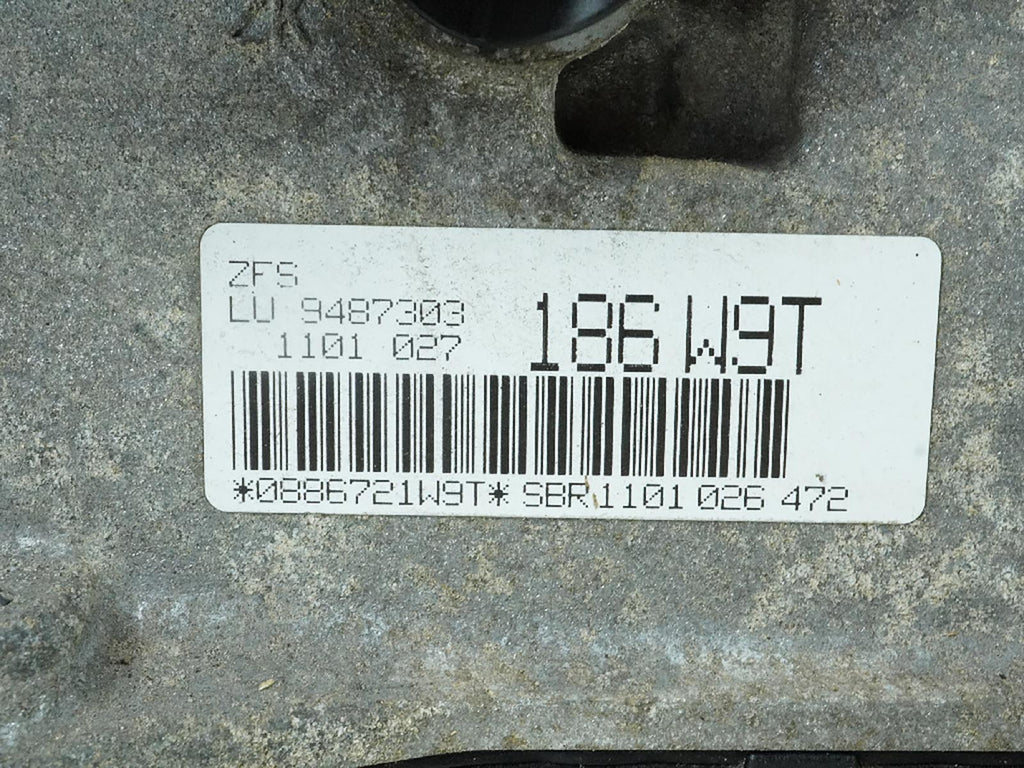 ZFS
LU 9487303
1101 027
186 W9T
*0886721W9T* SBR 1101 026 472